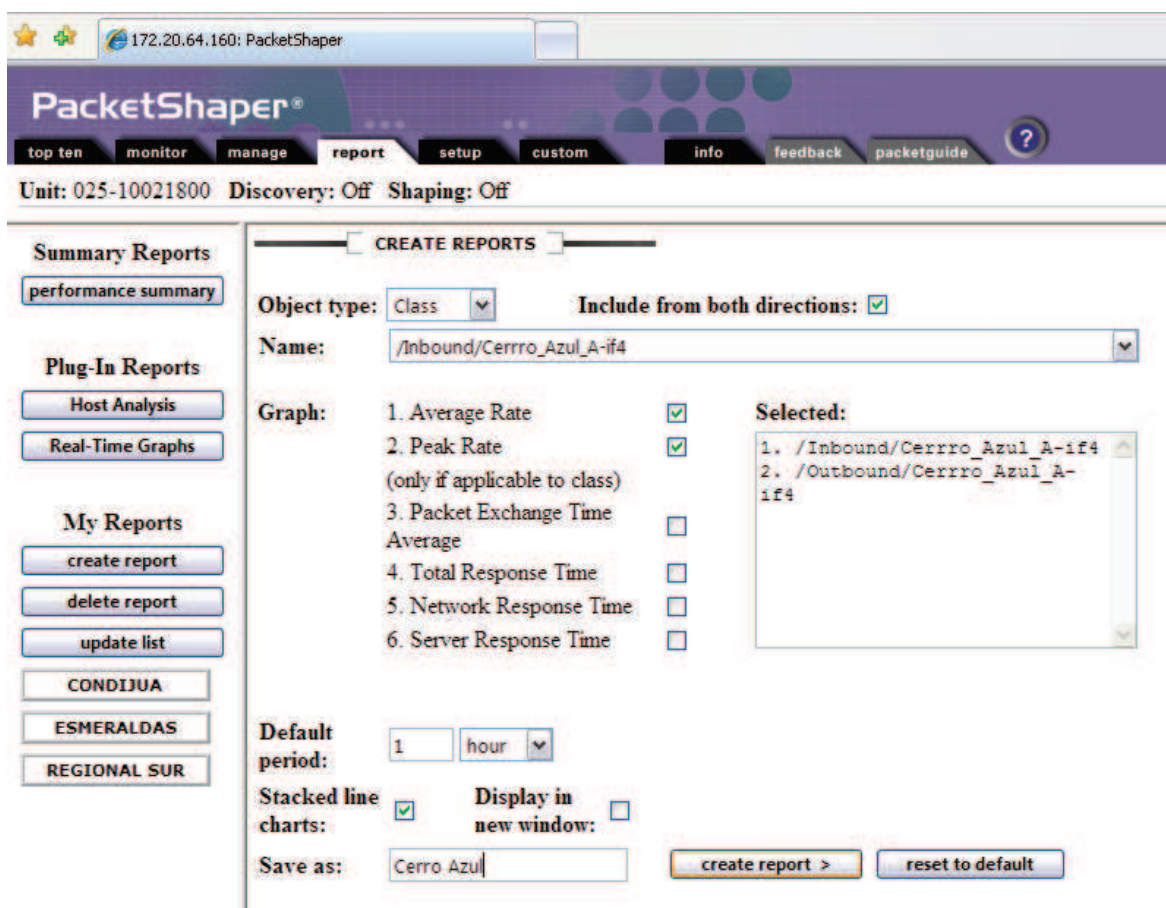 172.20.64.160: PacketShaper
PacketShaper®
top ten monitor manage report setup custom info feedback packetguide ?
Unit: 025-10021800 Discovery: Off Shaping: Off
Summary Reports
performance summary
Plug-In Reports
Host Analysis
Real-Time Graphs
My Reports
create report
delete report
update list
CONDIJUA
ESMERALDAS
REGIONAL SUR
CREATE REPORTS
Object type: Class Include from both directions:
Name: /Inbound/Cerrro_Azul_A-if4
Graph: 1. Average Rate
2. Peak Rate
(only if applicable to class)
3. Packet Exchange Time
Average
4. Total Response Time
5. Network Response Time
6. Server Response Time
Selected:
1. /Inbound/Cerrro_Azul_A-if4
2. /Outbound/Cerrro_Azul_A-
if4
Default
period: 1 hour
Stacked line
charts:
Display in
new window:
Save as: Cerro Azul
create report >
reset to default